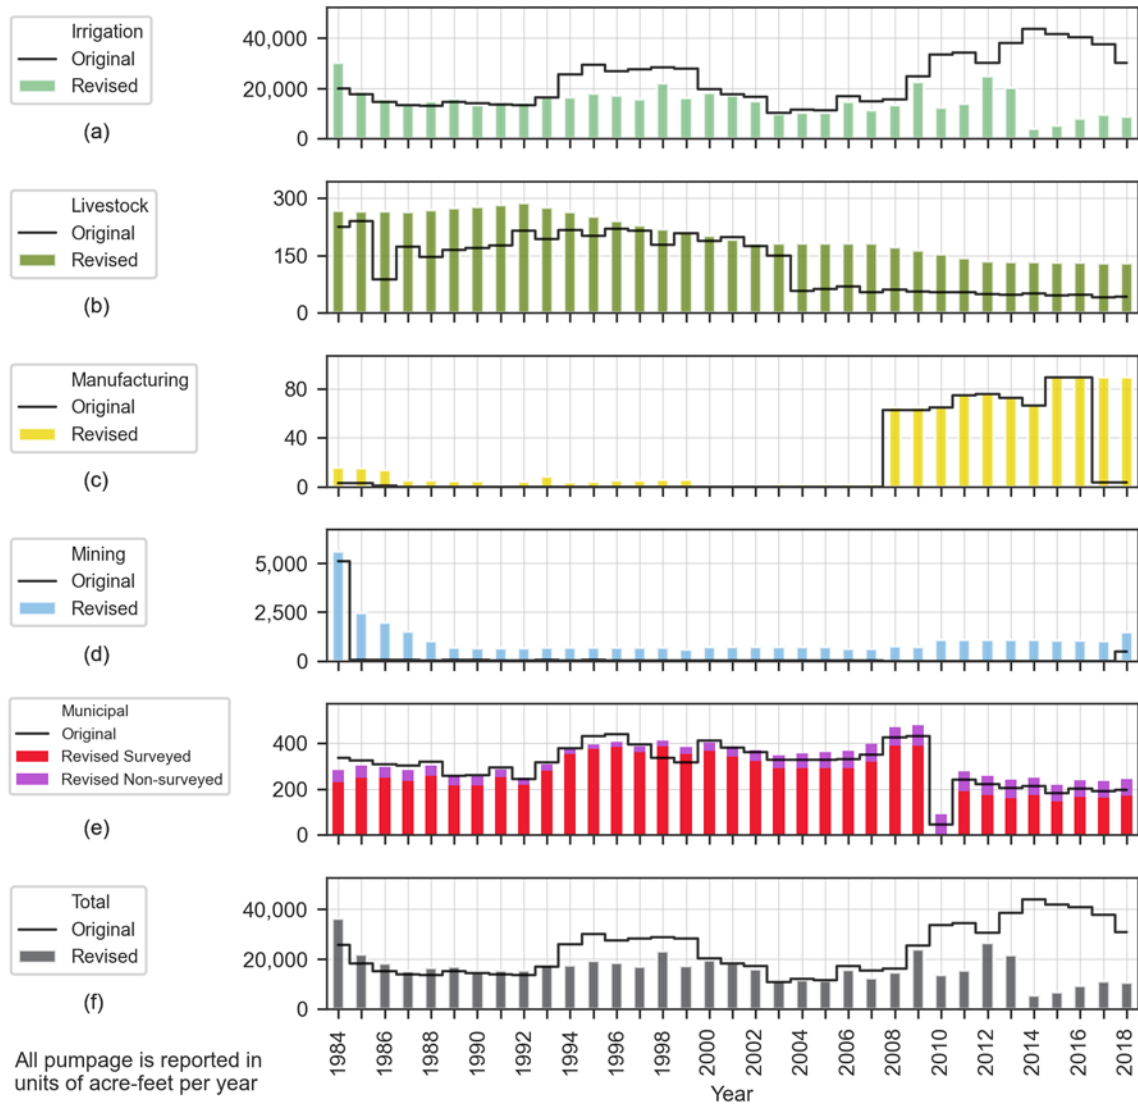 Irrigation
Original
Revised
(a)
40,000
20,000
0
Livestock
Original
Revised
(b)
300
150
0
Manufacturing
Original
Revised
(c)
80
40
0
Mining
Original
Revised
(d)
5,000
2,500
0
Municipal
Original
Revised Surveyed
Revised Non-surveyed
(e)
400
200
0
Total
Original
Revised
(f)
40,000
20,000
0
1984 1986 1988 1990 1992 1994 1996 1998 2000 2002 2004 2006 2008 2010 2012 2014 2016 2018
Year
All pumpage is reported in
units of acre-feet per year